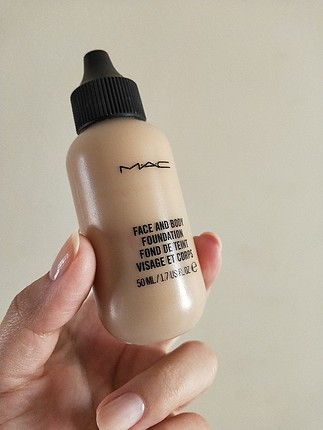 MAC
FACE AND BODY
FOUNDATION
FOND DE TEINT
VISAGE ET CORPS
50 ML / 1.7 US FL OZ ℮